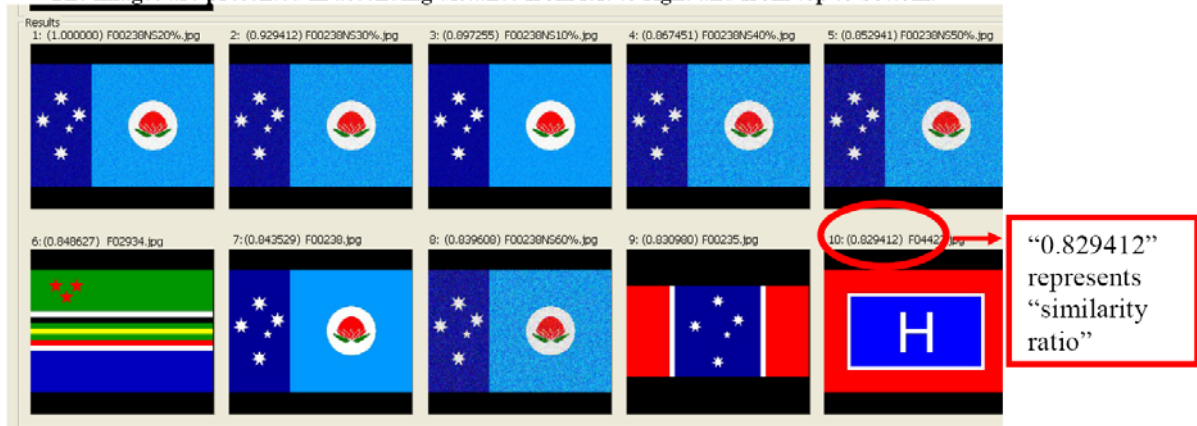 Results
1: (1.000000) F00238NS20%.jpg
2: (0.929412) F00238NS30%.jpg
3: (0.897255) F00238NS10%.jpg
4: (0.867451) F00238NS40%.jpg
5: (0.852941) F00238NS50%.jpg
6: (0.848627) F02934.jpg
7: (0.843529) F00238.jpg
8: (0.839608) F00238NS60%.jpg
9: (0.830980) F00235.jpg
10: (0.829412) F0442 .jpg
H
“0.829412”
represents
“similarity
ratio”